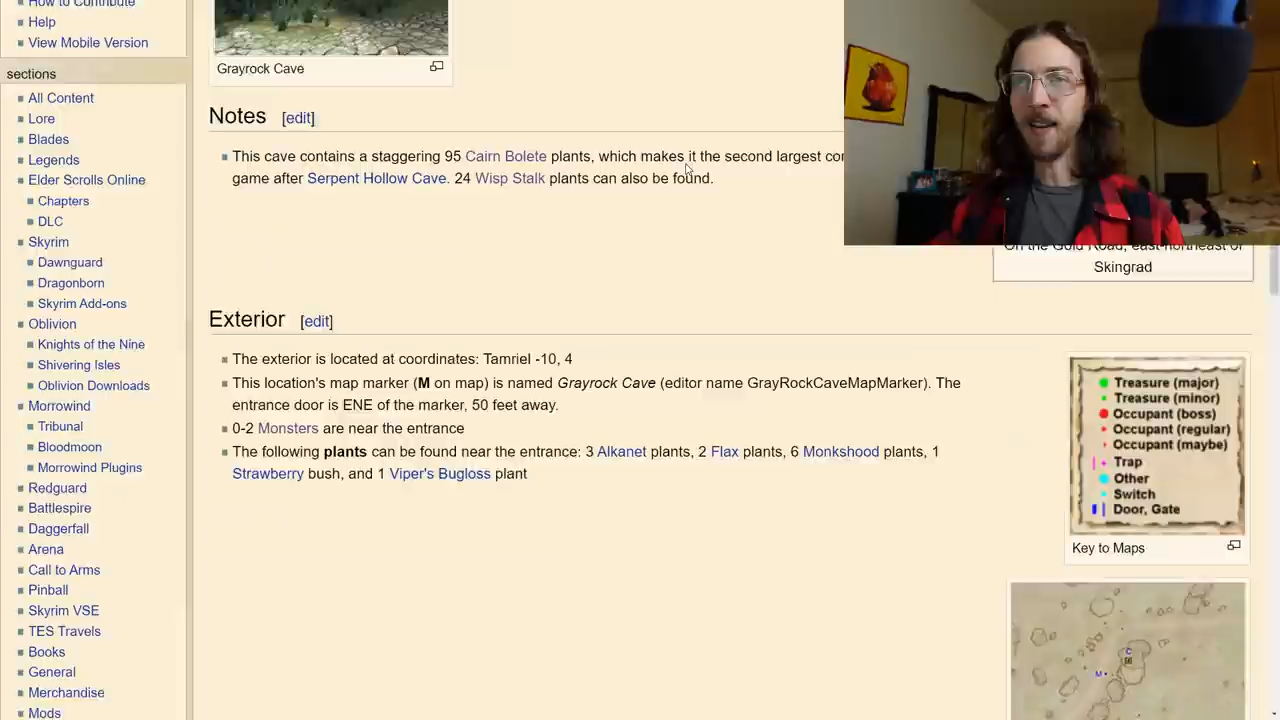 How to Contribute
Help
View Mobile Version
sections
All Content
Lore
Blades
Legends
Elder Scrolls Online
Chapters
DLC
Skyrim
Dawnguard
Dragonborn
Skyrim Add-ons
Oblivion
Knights of the Nine
Shivering Isles
Oblivion Downloads
Morrowind
Tribunal
Bloodmoon
Morrowind Plugins
Redguard
Battlespire
Daggerfall
Arena
Call to Arms
Pinball
Skyrim VSE
TES Travels
Books
General
Merchandise
Mods
Grayrock Cave
Notes [edit]
This cave contains a staggering 95 Cairn Bolete plants, which makes it the second largest
game after Serpent Hollow Cave. 24 Wisp Stalk plants can also be found.
On the Gold Road, east-northeast of
Skingrad
Exterior [edit]
The exterior is located at coordinates: Tamriel -10, 4
This location's map marker (M on map) is named Grayrock Cave (editor name GrayRockCaveMapMarker). The
entrance door is ENE of the marker, 50 feet away.
0-2 Monsters are near the entrance
The following plants can be found near the entrance: 3 Alkanet plants, 2 Flax plants, 6 Monkshood plants, 1
Strawberry bush, and 1 Viper's Bugloss plant
Treasure (major)
Treasure (minor)
Occupant (boss)
Occupant (regular)
Occupant (maybe)
Trap
Other
Switch
Door, Gate
Key to Maps
M